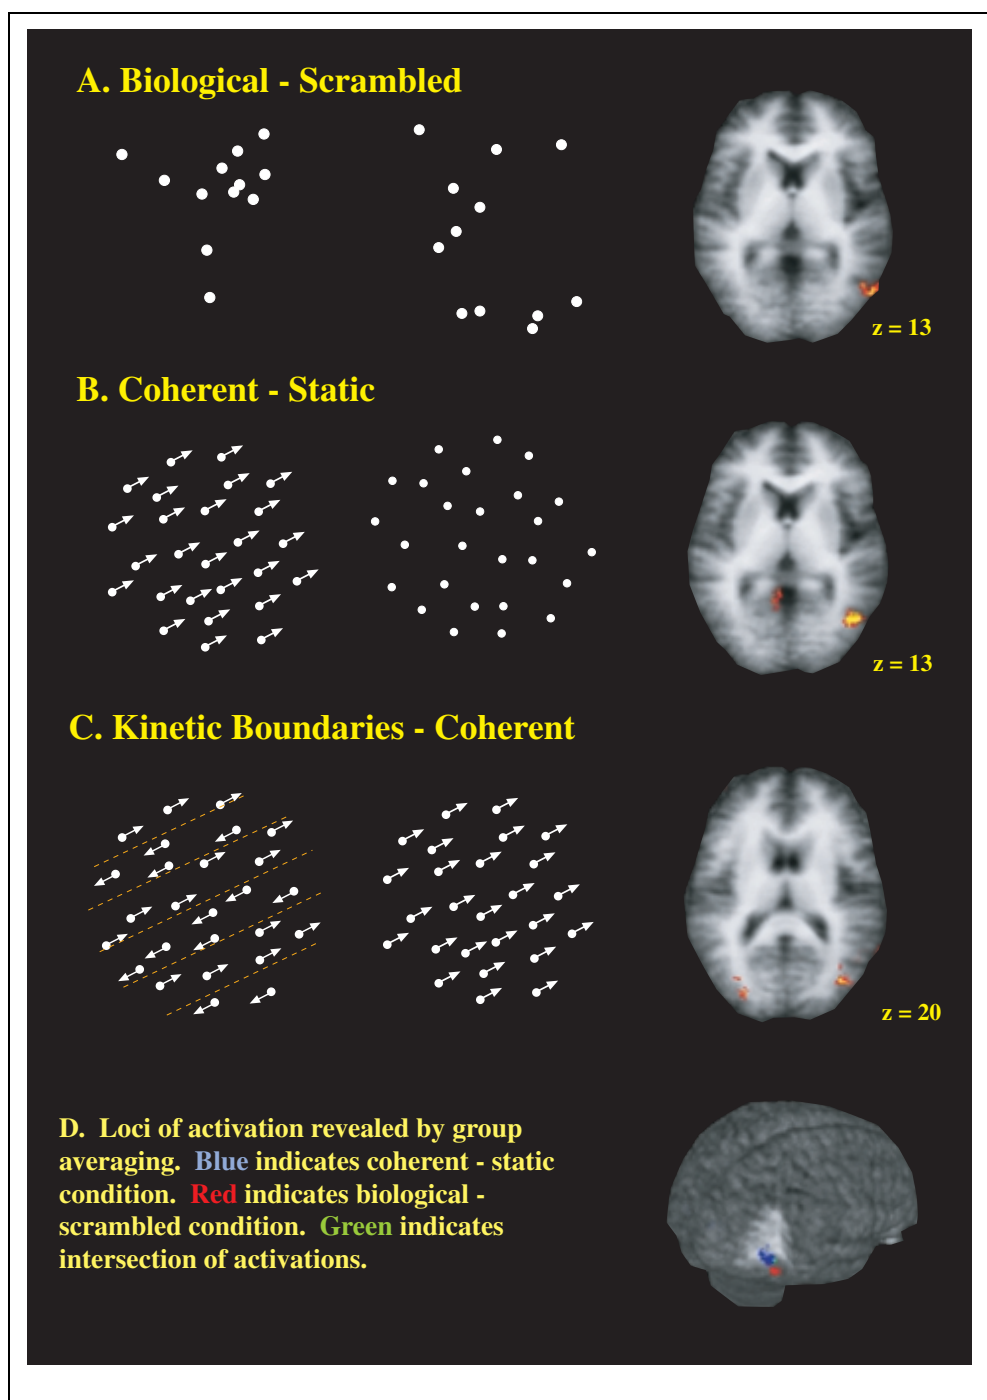 A. Biological - Scrambled
z = 13
B. Coherent - Static
z = 13
C. Kinetic Boundaries - Coherent
z = 20
D. Loci of activation revealed by group
averaging. Blue indicates coherent - static
condition. Red indicates biological -
scrambled condition. Green indicates
intersection of activations.